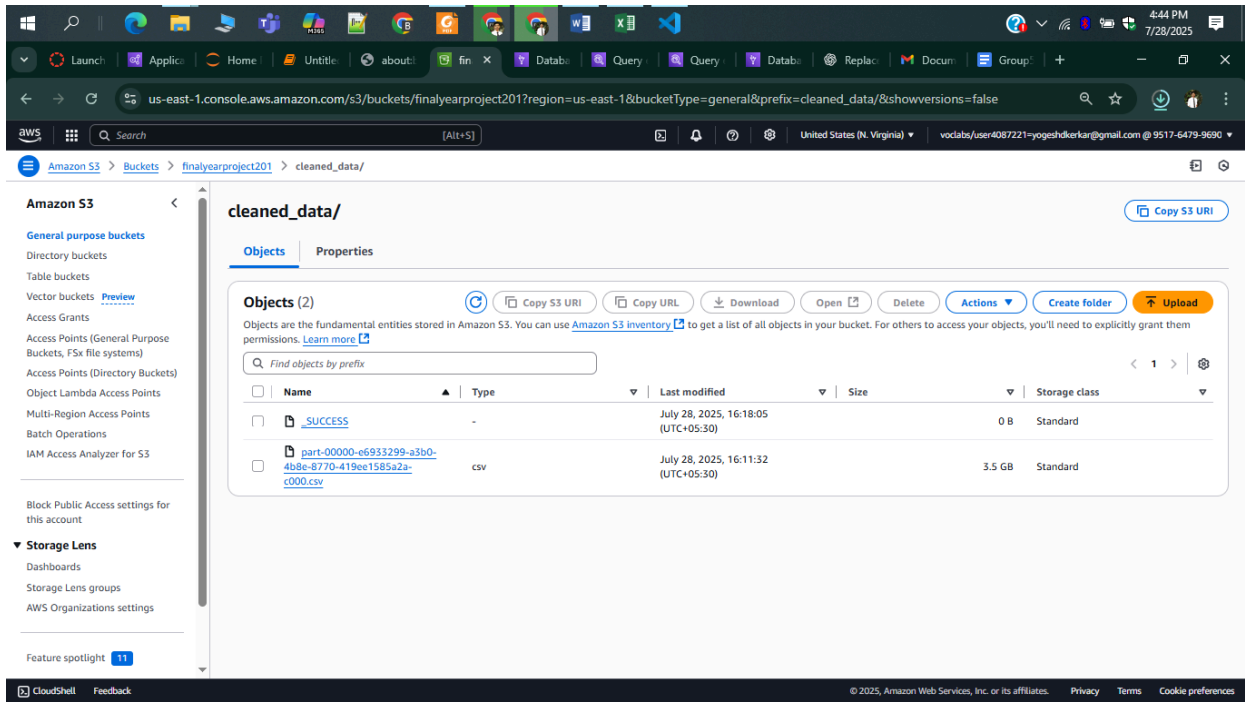 4:44 PM
7/28/2025
Launch
Applica
Home
Untitle
about:
fin
Databa
Query
Query
Databa
Replac
Docum
Group
us-east-1.console.aws.amazon.com/s3/buckets/finalyearproject201?region=us-east-1&bucketType=general&prefix=cleaned_data/&showversions=false
aws
Search
[Alt+S]
United States (N. Virginia) ▼
voclabs/user4087221=yogeshdkerkar@gmail.com @ 9517-6479-9690 ▼
Amazon S3 > Buckets > finalyearproject201 > cleaned_data/
Amazon S3
General purpose buckets
Directory buckets
Table buckets
Vector buckets Preview
Access Grants
Access Points (General Purpose
Buckets, FSx file systems)
Access Points (Directory Buckets)
Object Lambda Access Points
Multi-Region Access Points
Batch Operations
IAM Access Analyzer for S3
Block Public Access settings for
this account
▼ Storage Lens
Dashboards
Storage Lens groups
AWS Organizations settings
Feature spotlight 11
cleaned_data/
Copy S3 URI
Objects
Properties
Objects (2)
Copy S3 URI
Copy URL
Download
Open
Delete
Actions ▼
Create folder
Upload
Objects are the fundamental entities stored in Amazon S3. You can use Amazon S3 inventory to get a list of all objects in your bucket. For others to access your objects, you'll need to explicitly grant them
permissions. Learn more
Find objects by prefix
1
Name
Type
Last modified
Size
Storage class
_SUCCESS
-
July 28, 2025, 16:18:05
(UTC+05:30)
0 B
Standard
part-00000-e6933299-a3b0-
4b8e-8770-419ee1585a2a-
c000.csv
csv
July 28, 2025, 16:11:32
(UTC+05:30)
3.5 GB
Standard
CloudShell
Feedback
© 2025, Amazon Web Services, Inc. or its affiliates.
Privacy
Terms
Cookie preferences